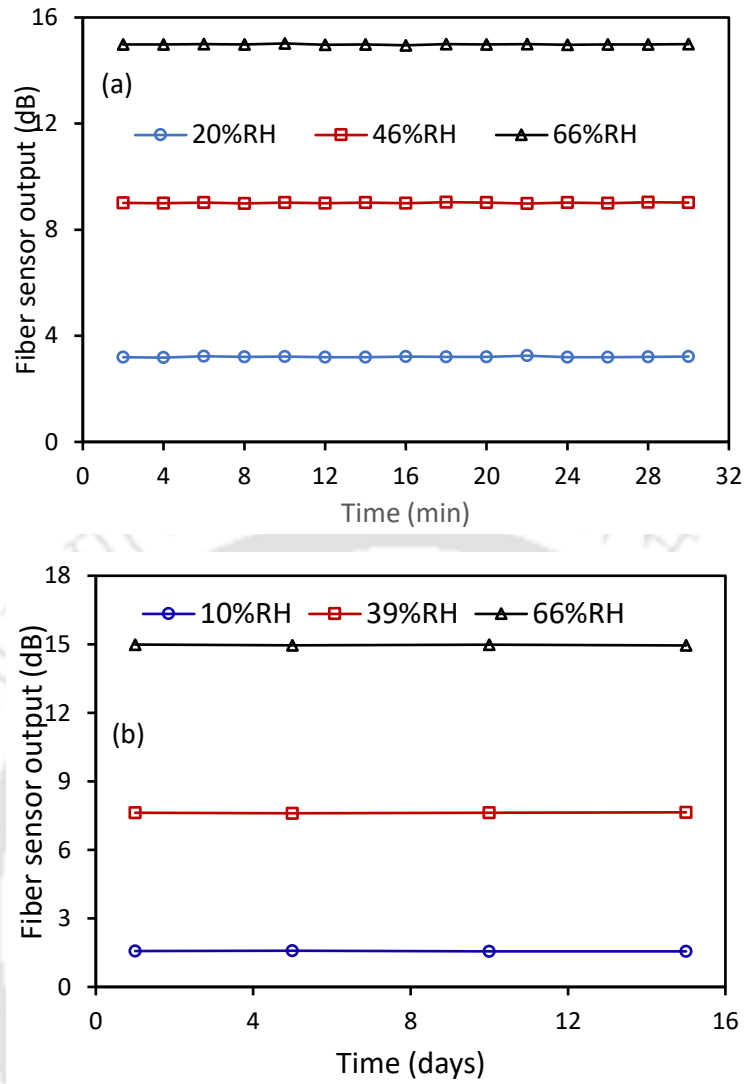 16
12
8
4
0
Fiber sensor output (dB)
(a)
20%RH 46%RH 66%RH
0 4 8 12 16 20 24 28 32
Time (min)
18
15
12
9
6
3
0
Fiber sensor output (dB)
10%RH 39%RH 66%RH
(b)
0 4 8 12 16
Time (days)